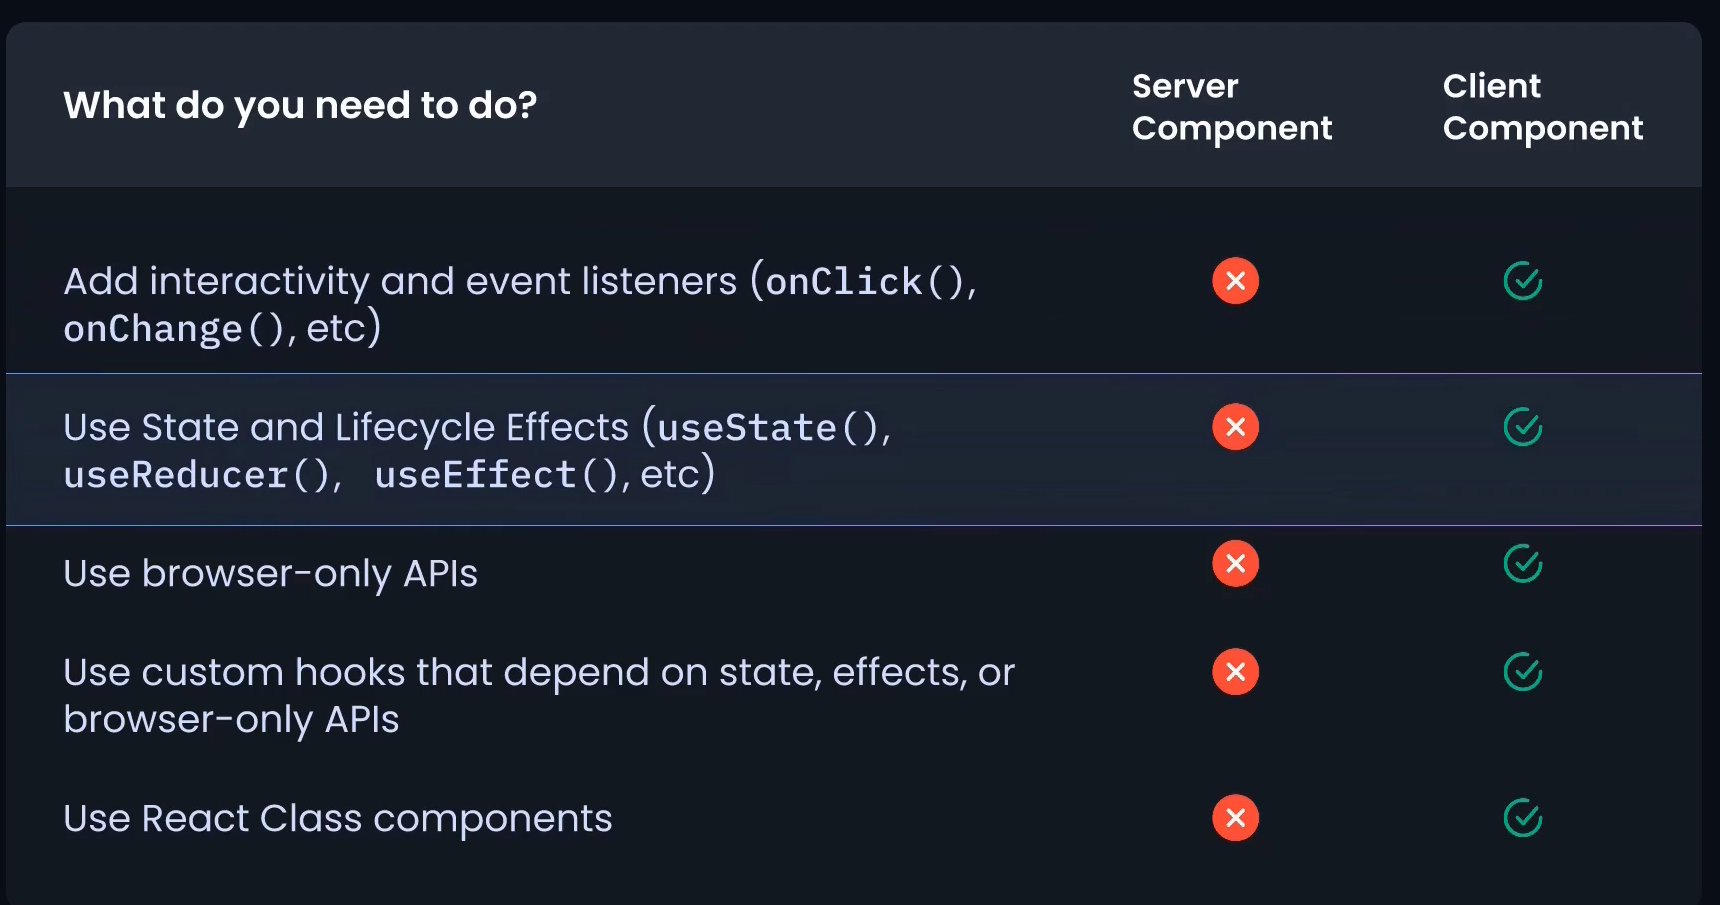 What do you need to do?
Server
Component
Client
Component
Add interactivity and event listeners (onClick(),
onChange(), etc)
Use State and Lifecycle Effects (useState(),
useReducer(), useEffect(), etc)
Use browser-only APIs
Use custom hooks that depend on state, effects, or
browser-only APIs
Use React Class components